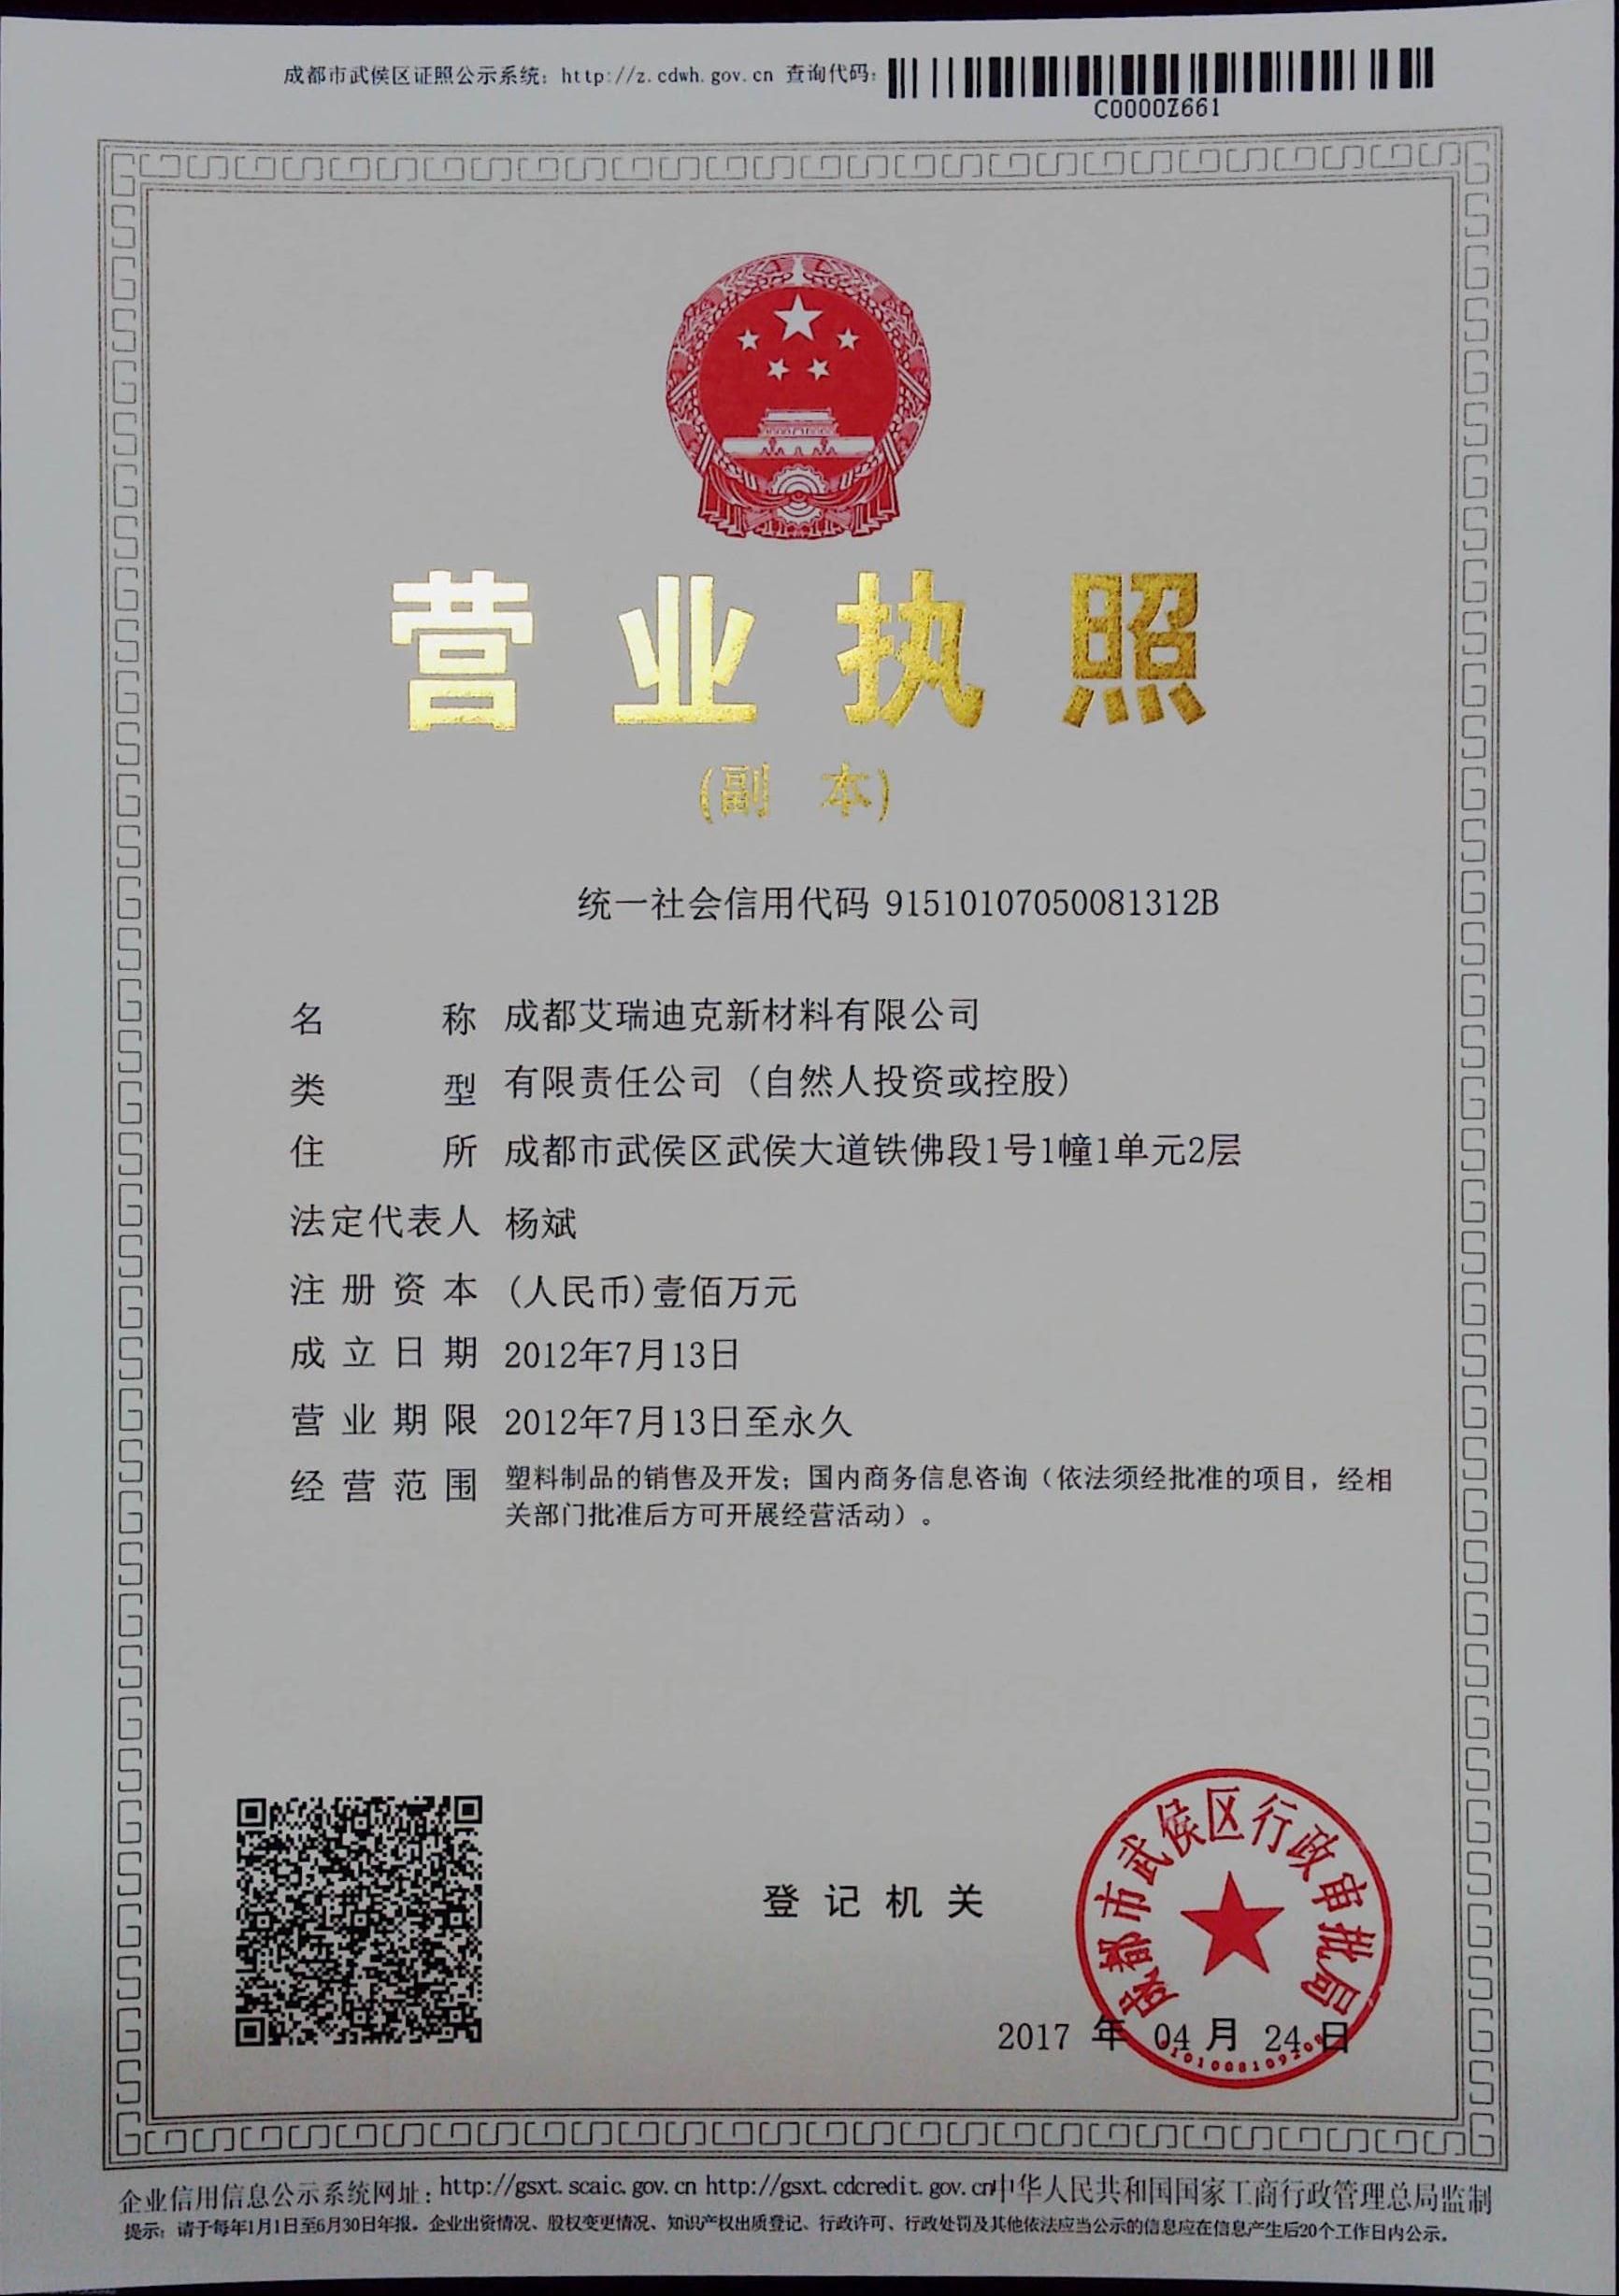 成都市武侯区证照公示系统: http://z.cdwh.gov.cn 查询代码:
C0000Z661
营业执照
(副 本)
统一社会信用代码 91510107050081312B
名 称 成都艾瑞迪克新材料有限公司
类 型 有限责任公司（自然人投资或控股）
住 所 成都市武侯区武侯大道铁佛段1号1幢1单元2层
法定代表人 杨斌
注册资本 (人民币)壹佰万元
成立日期 2012年7月13日
营业期限 2012年7月13日至永久
经营范围 塑料制品的销售及开发；国内商务信息咨询（依法须经批准的项目，经相
关部门批准后方可开展经营活动）。
成都市武侯区行政审批局
登记机关
2017 年 04 月 24 日
企业信用信息公示系统网址: http://gsxt.scaic.gov.cn http://gsxt.cdcredit.gov.cn 中华人民共和国国家工商行政管理总局监制
提示: 请于每年1月1日至6月30日年报。企业出资情况、股权变更情况、知识产权出质登记、行政许可、行政处罚及其他依法应当公示的信息应在信息产生后20个工作日内公示。